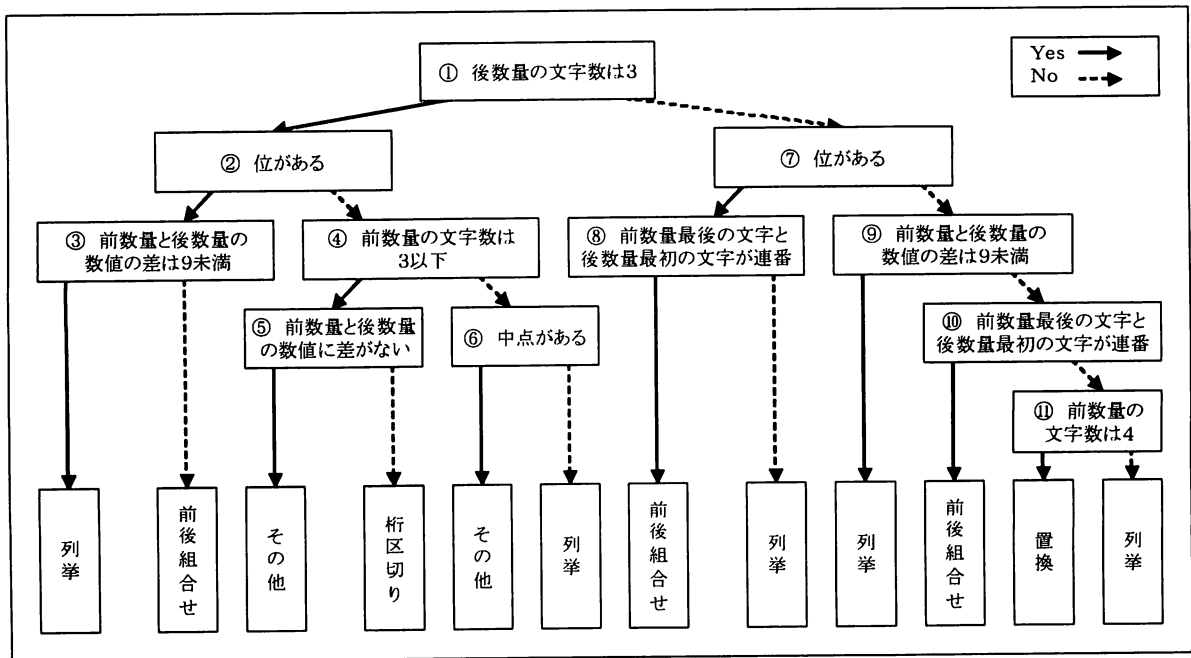 Yes
No
① 後数量の文字数は3
② 位がある
⑦ 位がある
③ 前数量と後数量の
数値の差は9未満
④ 前数量の文字数は
3以下
⑧ 前数量最後の文字と
後数量最初の文字が連番
⑨ 前数量と後数量の
数値の差は9未満
⑤ 前数量と後数量
の数値に差がない
⑥ 中点がある
⑩ 前数量最後の文字と
後数量最初の文字が連番
⑪ 前数量の
文字数は4
列挙
前後組合せ
その他
桁区切り
その他
列挙
前後組合せ
列挙
列挙
前後組合せ
置換
列挙